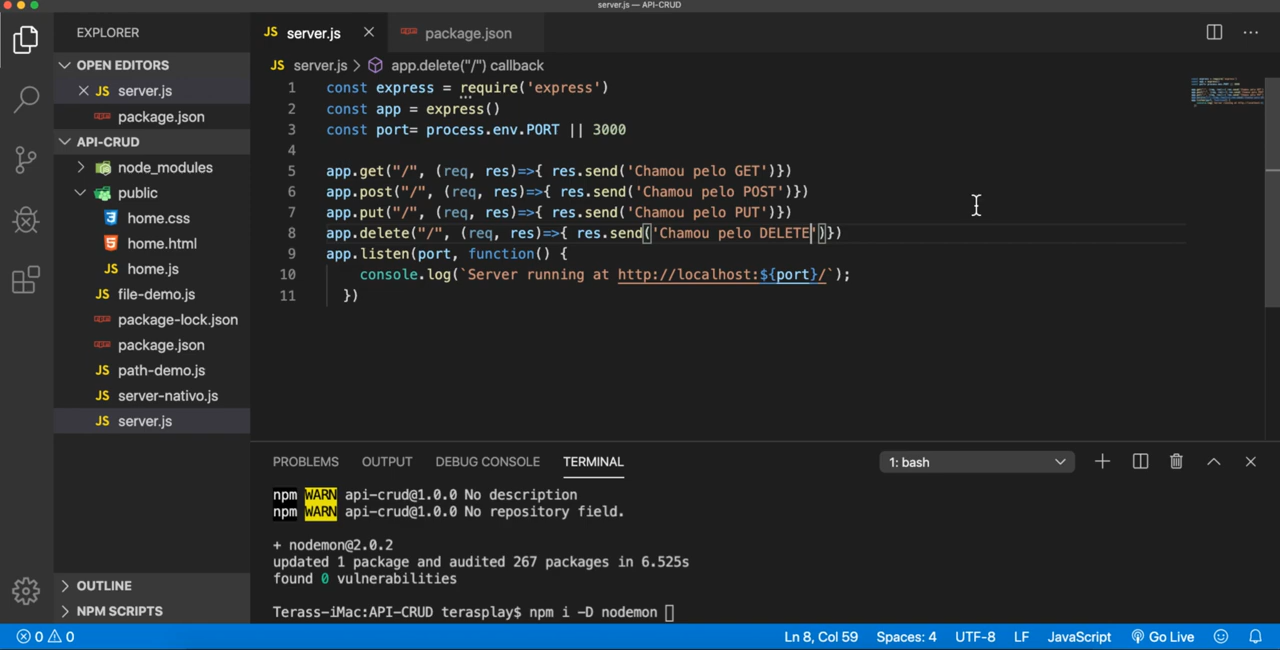 server.js — API-CRUD
EXPLORER
OPEN EDITORS
JS server.js
package.json
API-CRUD
node_modules
public
home.css
home.html
JS home.js
JS file-demo.js
package-lock.json
package.json
JS path-demo.js
JS server-nativo.js
JS server.js
OUTLINE
NPM SCRIPTS
JS server.js
package.json
JS server.js > app.delete("/") callback
1 const express = require('express')
2 const app = express()
3 const port= process.env.PORT || 3000
4
5 app.get("/", (req, res)=>{ res.send('Chamou pelo GET')})
6 app.post("/", (req, res)=>{ res.send('Chamou pelo POST')})
7 app.put("/", (req, res)=>{ res.send('Chamou pelo PUT')})
8 app.delete("/", (req, res)=>{ res.send('Chamou pelo DELETE')})
9 app.listen(port, function() {
10 console.log(`Server running at http://localhost:${port}/`);
11 })
PROBLEMS OUTPUT DEBUG CONSOLE TERMINAL 1: bash
npm WARN api-crud@1.0.0 No description
npm WARN api-crud@1.0.0 No repository field.
+ nodemon@2.0.2
updated 1 package and audited 267 packages in 6.525s
found 0 vulnerabilities
Terass-iMac:API-CRUD terasplay$ npm i -D nodemon
0 0 Ln 8, Col 59 Spaces: 4 UTF-8 LF JavaScript Go Live